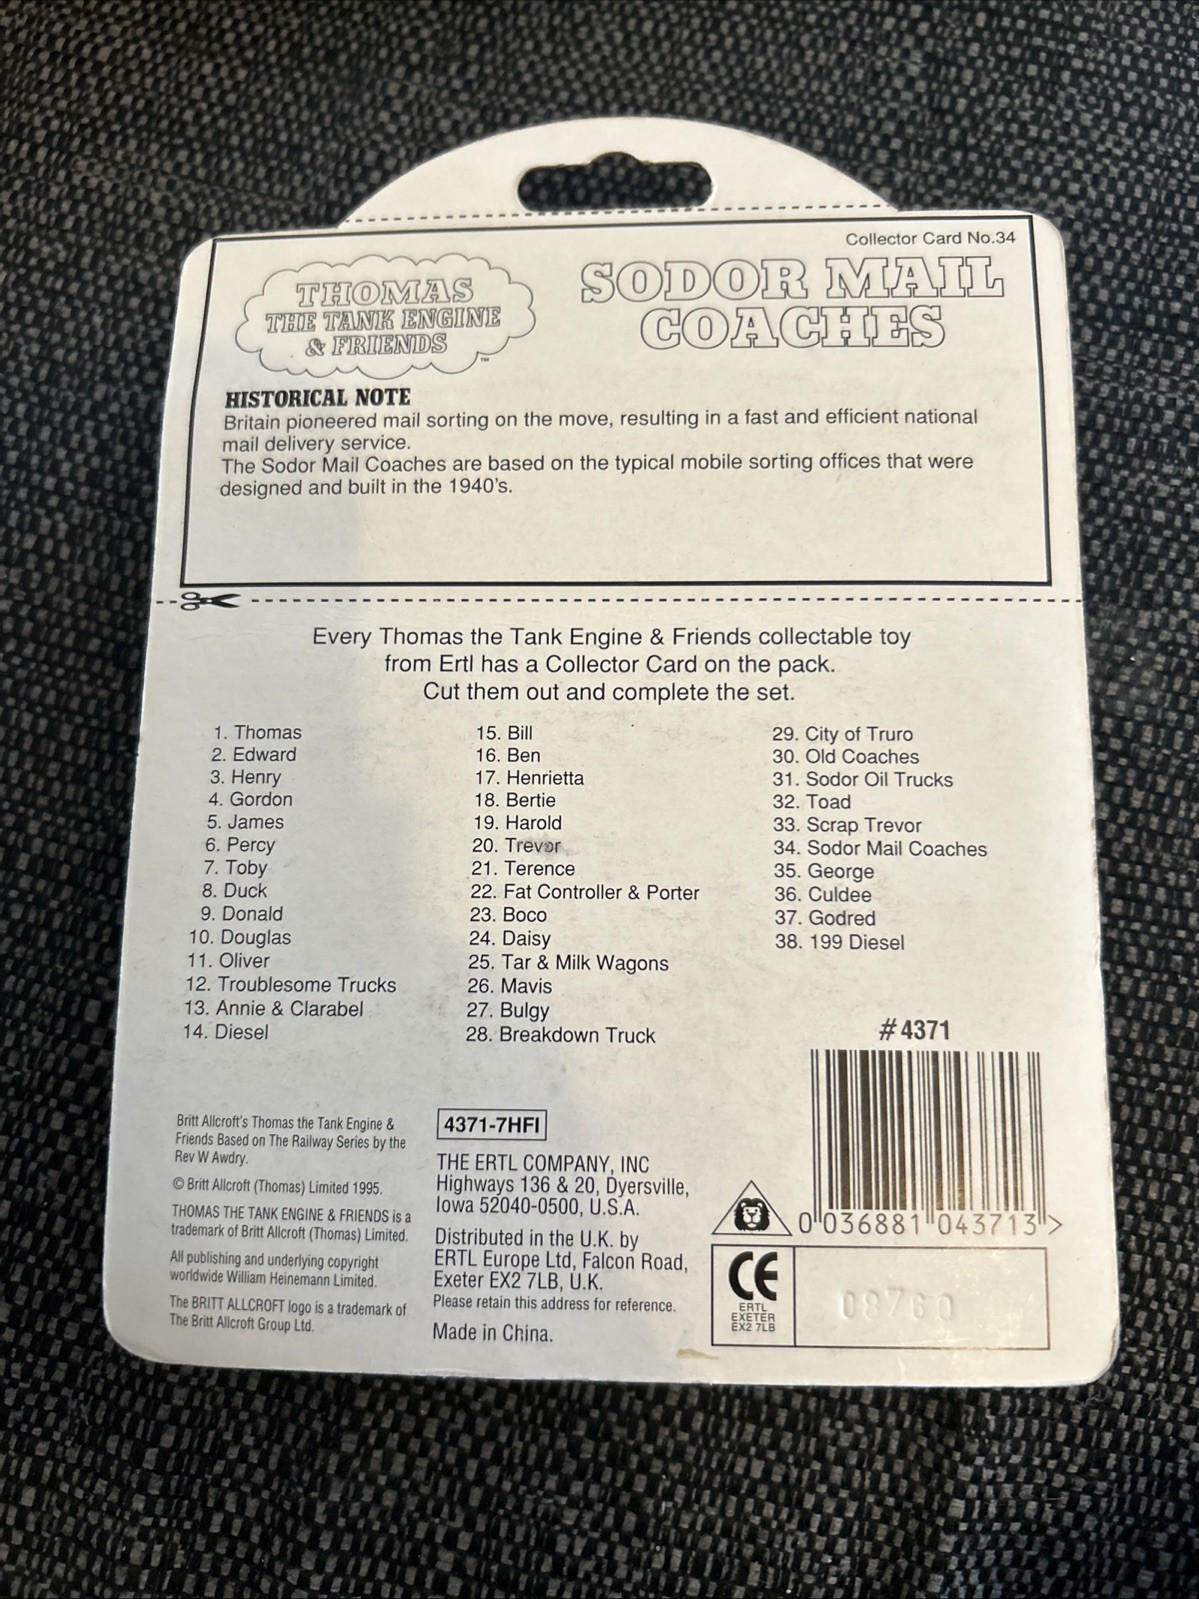 Collector Card No.34
THOMAS
THE TANK ENGINE
& FRIENDS
™
SODOR MAIL
COACHES
HISTORICAL NOTE
Britain pioneered mail sorting on the move, resulting in a fast and efficient national
mail delivery service.
The Sodor Mail Coaches are based on the typical mobile sorting offices that were
designed and built in the 1940's.
Every Thomas the Tank Engine & Friends collectable toy
from Ertl has a Collector Card on the pack.
Cut them out and complete the set.
1. Thomas
2. Edward
3. Henry
4. Gordon
5. James
6. Percy
7. Toby
8. Duck
9. Donald
10. Douglas
11. Oliver
12. Troublesome Trucks
13. Annie & Clarabel
14. Diesel
15. Bill
16. Ben
17. Henrietta
18. Bertie
19. Harold
20. Trevor
21. Terence
22. Fat Controller & Porter
23. Boco
24. Daisy
25. Tar & Milk Wagons
26. Mavis
27. Bulgy
28. Breakdown Truck
29. City of Truro
30. Old Coaches
31. Sodor Oil Trucks
32. Toad
33. Scrap Trevor
34. Sodor Mail Coaches
35. George
36. Culdee
37. Godred
38. 199 Diesel
Britt Allcroft's Thomas the Tank Engine &
Friends Based on The Railway Series by the
Rev W Awdry.
© Britt Allcroft (Thomas) Limited 1995.
THOMAS THE TANK ENGINE & FRIENDS is a
trademark of Britt Allcroft (Thomas) Limited.
All publishing and underlying copyright
worldwide William Heinemann Limited.
The BRITT ALLCROFT logo is a trademark of
The Britt Allcroft Group Ltd.
4371-7HFI
THE ERTL COMPANY, INC
Highways 136 & 20, Dyersville,
Iowa 52040-0500, U.S.A.
Distributed in the U.K. by
ERTL Europe Ltd, Falcon Road,
Exeter EX2 7LB, U.K.
Please retain this address for reference.
Made in China.
#4371
0 036881 043713 >
CE
ERTL
EXETER
EX2 7LB
08760